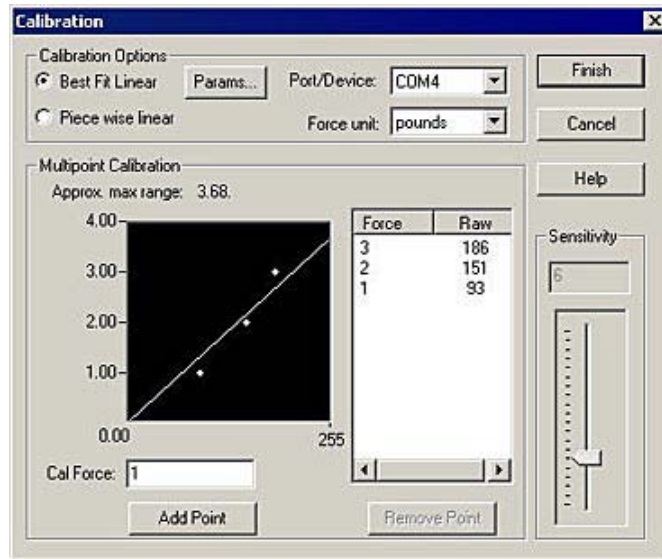 Calibration
Calibration Options
Best Fit Linear
Params...
Port/Device: COM4
Piece wise linear
Force unit: pounds
Finish
Cancel
Help
Multipoint Calibration
Approx. max range: 3.68.
4.00
3.00
2.00
1.00
0.00
255
Force Raw
3 186
2 151
1 93
Cal Force: 1
Add Point
Remove Point
Sensitivity
6